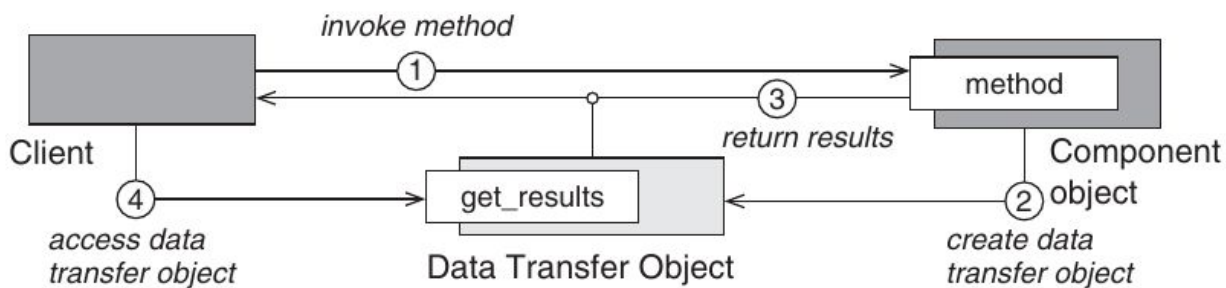 invoke method
1
method
3
return results
Client
Component
object
4
get_results
2
access data
transfer object
Data Transfer Object
create data
transfer object